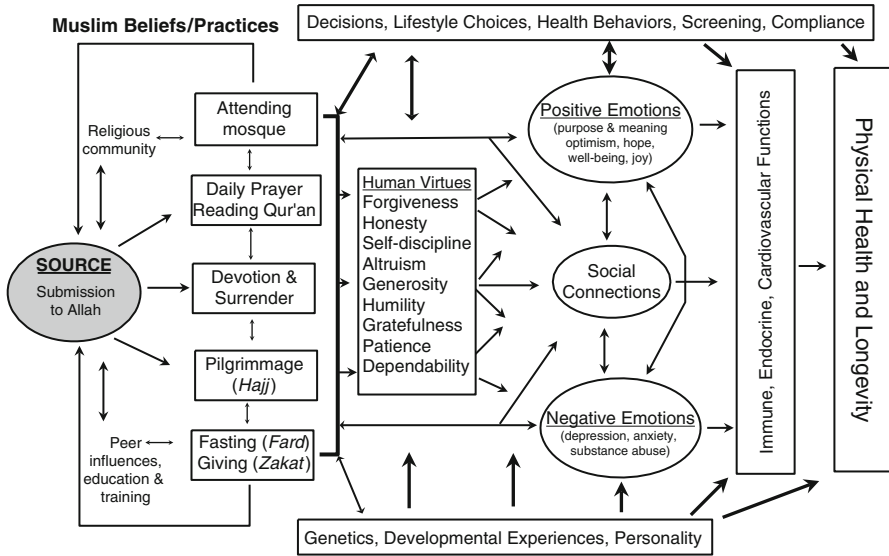 Muslim Beliefs/Practices
Decisions, Lifestyle Choices, Health Behaviors, Screening, Compliance
Attending
mosque
Religious
community
Daily Prayer
Reading Qur'an
SOURCE
Submission
to Allah
Devotion &
Surrender
Pilgrimmage
(Hajj)
Peer
influences,
education &
training
Fasting (Fard)
Giving (Zakat)
Human Virtues
Forgiveness
Honesty
Self-discipline
Altruism
Generosity
Humility
Gratefulness
Patience
Dependability
Positive Emotions
(purpose & meaning
optimism, hope,
well-being, joy)
Social
Connections
Negative Emotions
(depression, anxiety,
substance abuse)
Immune, Endocrine, Cardiovascular Functions
Physical Health and Longevity
Genetics, Developmental Experiences, Personality